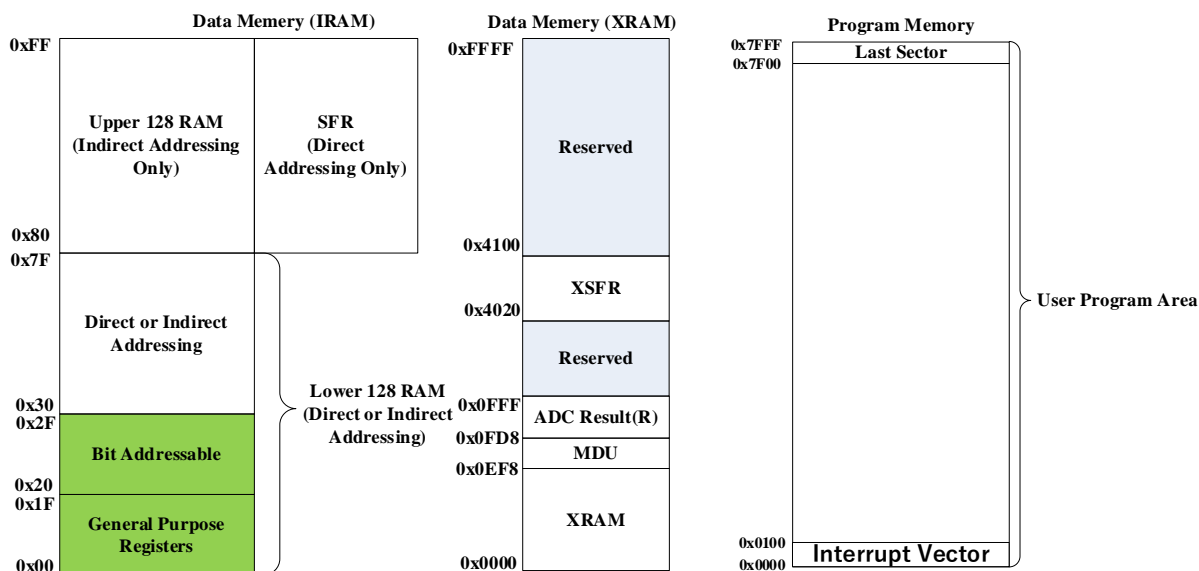 Data Memery (IRAM)
0xFF
Upper 128 RAM
(Indirect Addressing
Only)
SFR
(Direct
Addressing Only)
0x80
0x7F
Direct or Indirect
Addressing
0x30
0x2F
Bit Addressable
0x20
0x1F
General Purpose
Registers
0x00
Lower 128 RAM
(Direct or Indirect
Addressing)
Data Memery (XRAM)
0xFFFF
Reserved
0x4100
XSFR
0x4020
Reserved
0x0FFF
ADC Result(R)
0x0FD8
MDU
0x0EF8
XRAM
0x0000
Program Memory
0x7FFF
Last Sector
0x7F00
User Program Area
0x0100
Interrupt Vector
0x0000